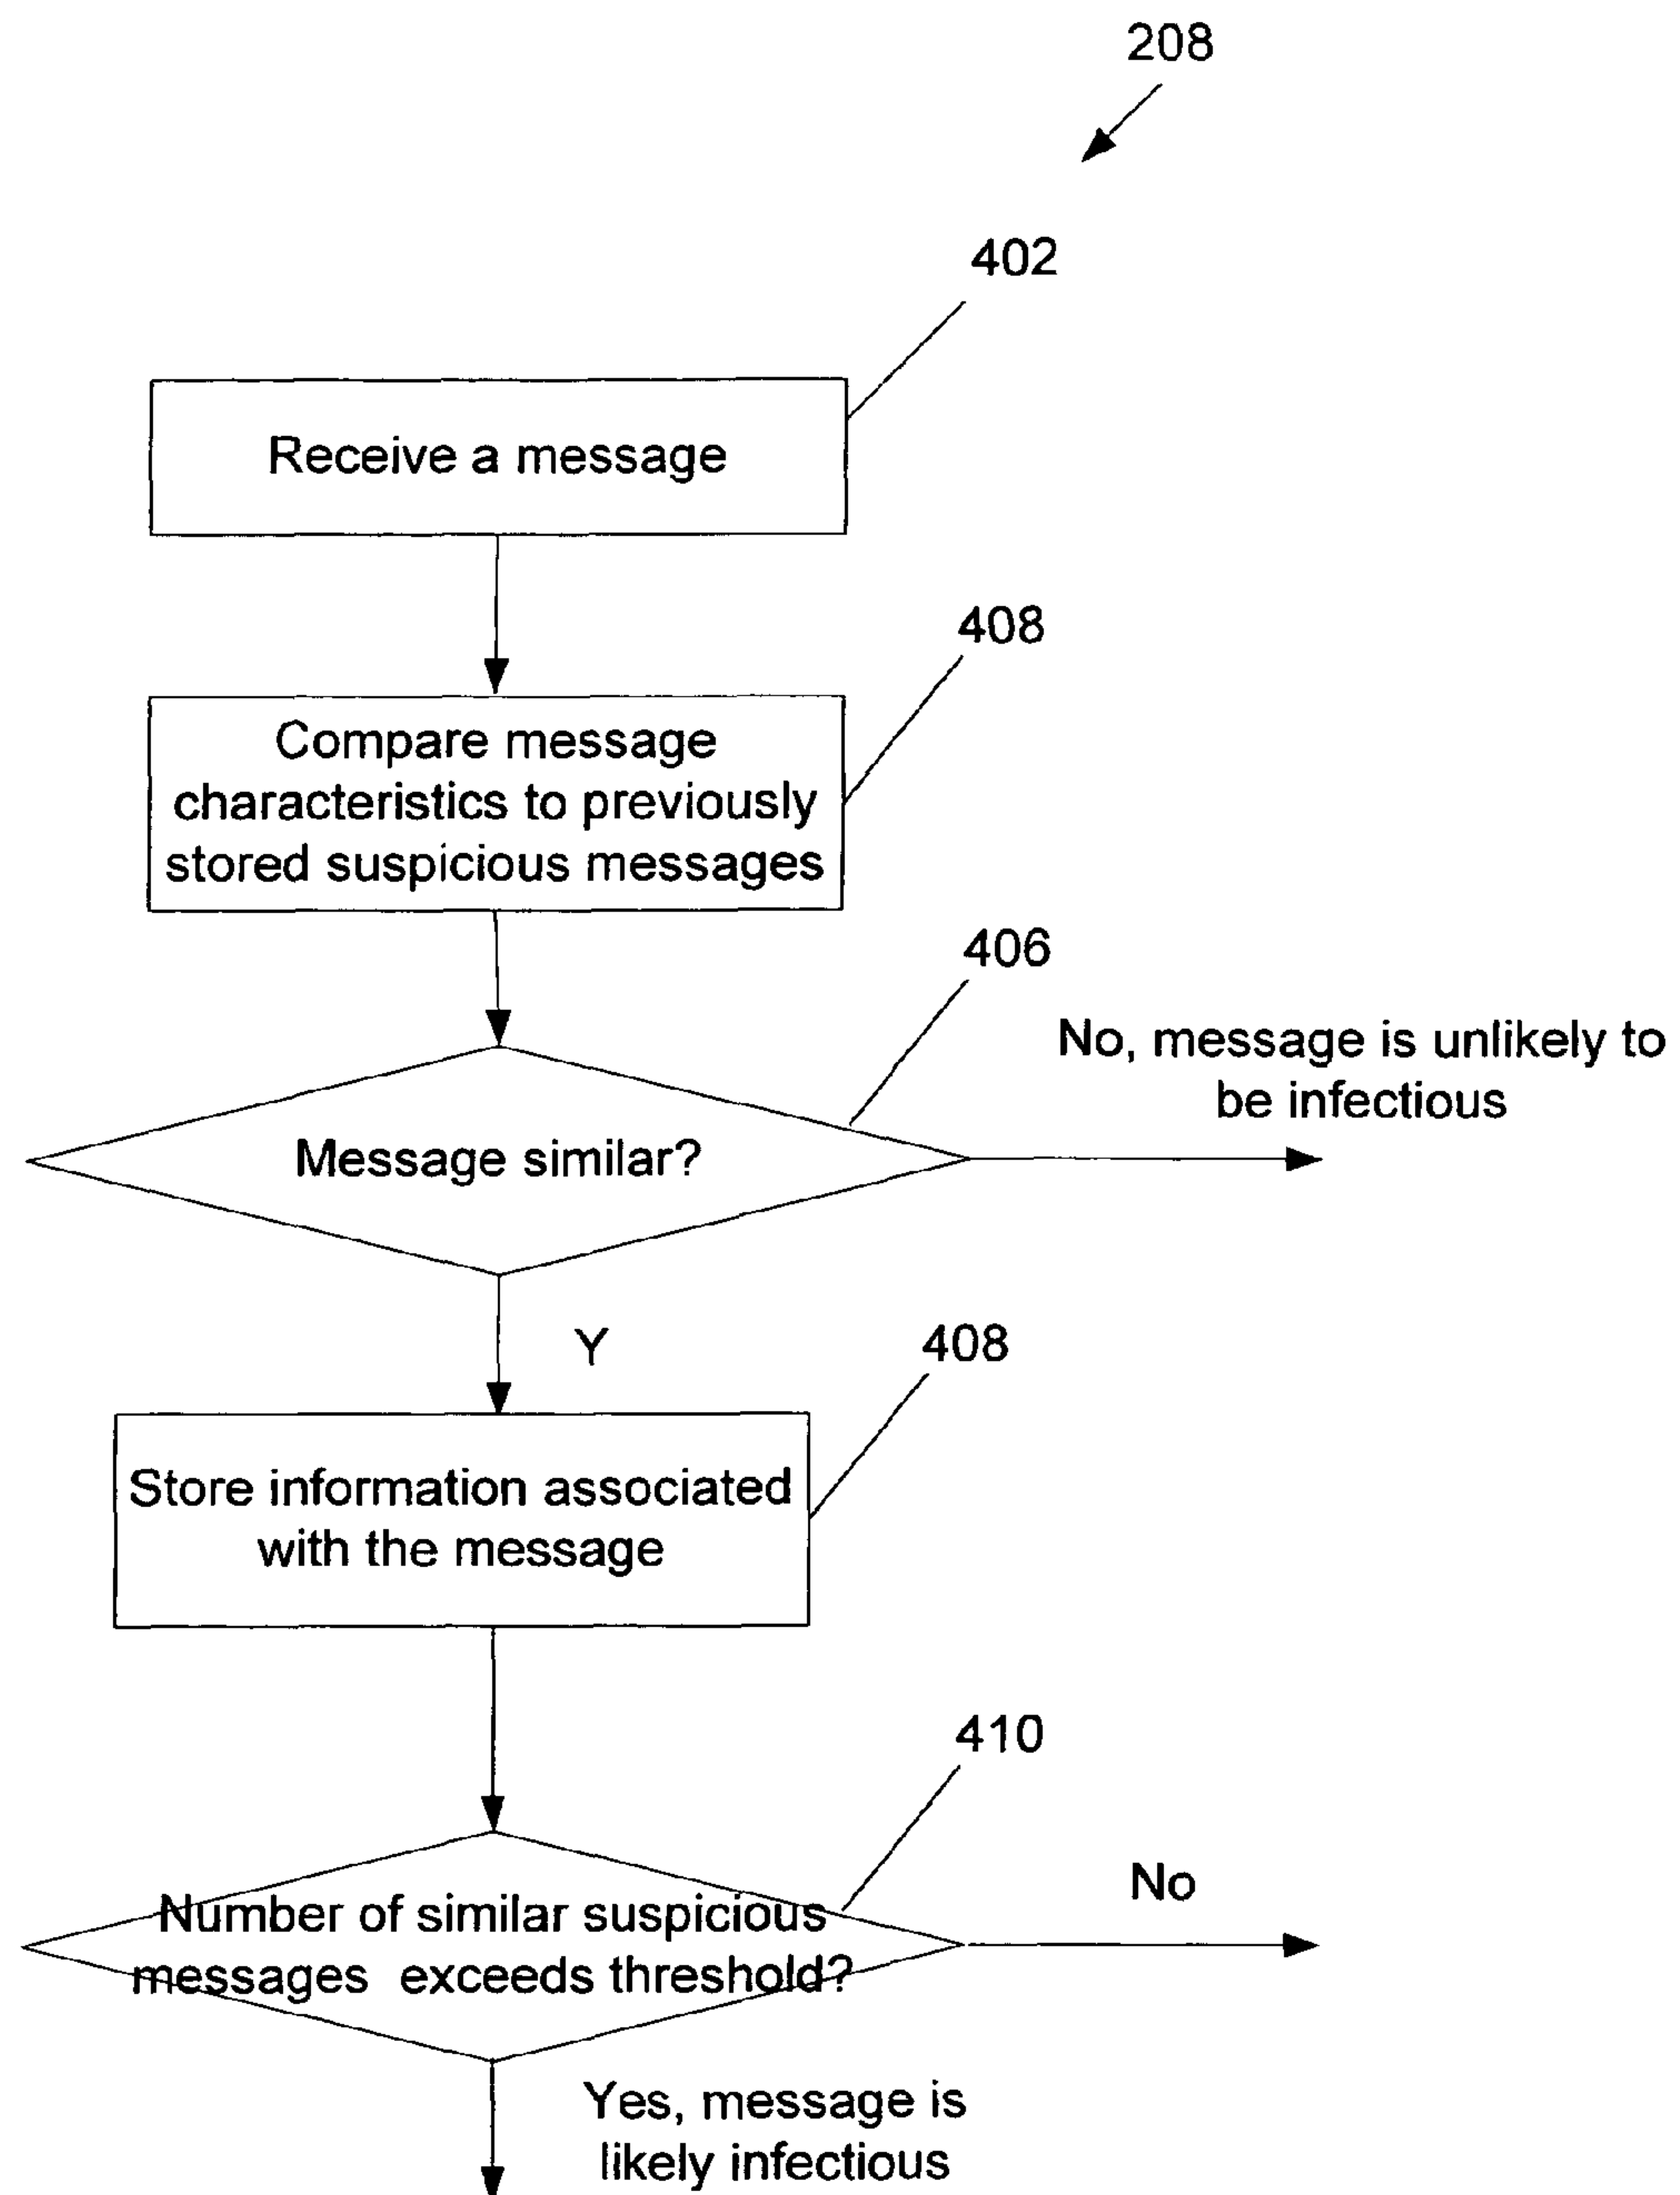 208
402
Receive a message
408
Compare message
characteristics to previously
stored suspicious messages
406
No, message is unlikely to
be infectious
Message similar?
Y
408
Store information associated
with the message
410
No
Number of similar suspicious
messages exceeds threshold?
Yes, message is
likely infectious